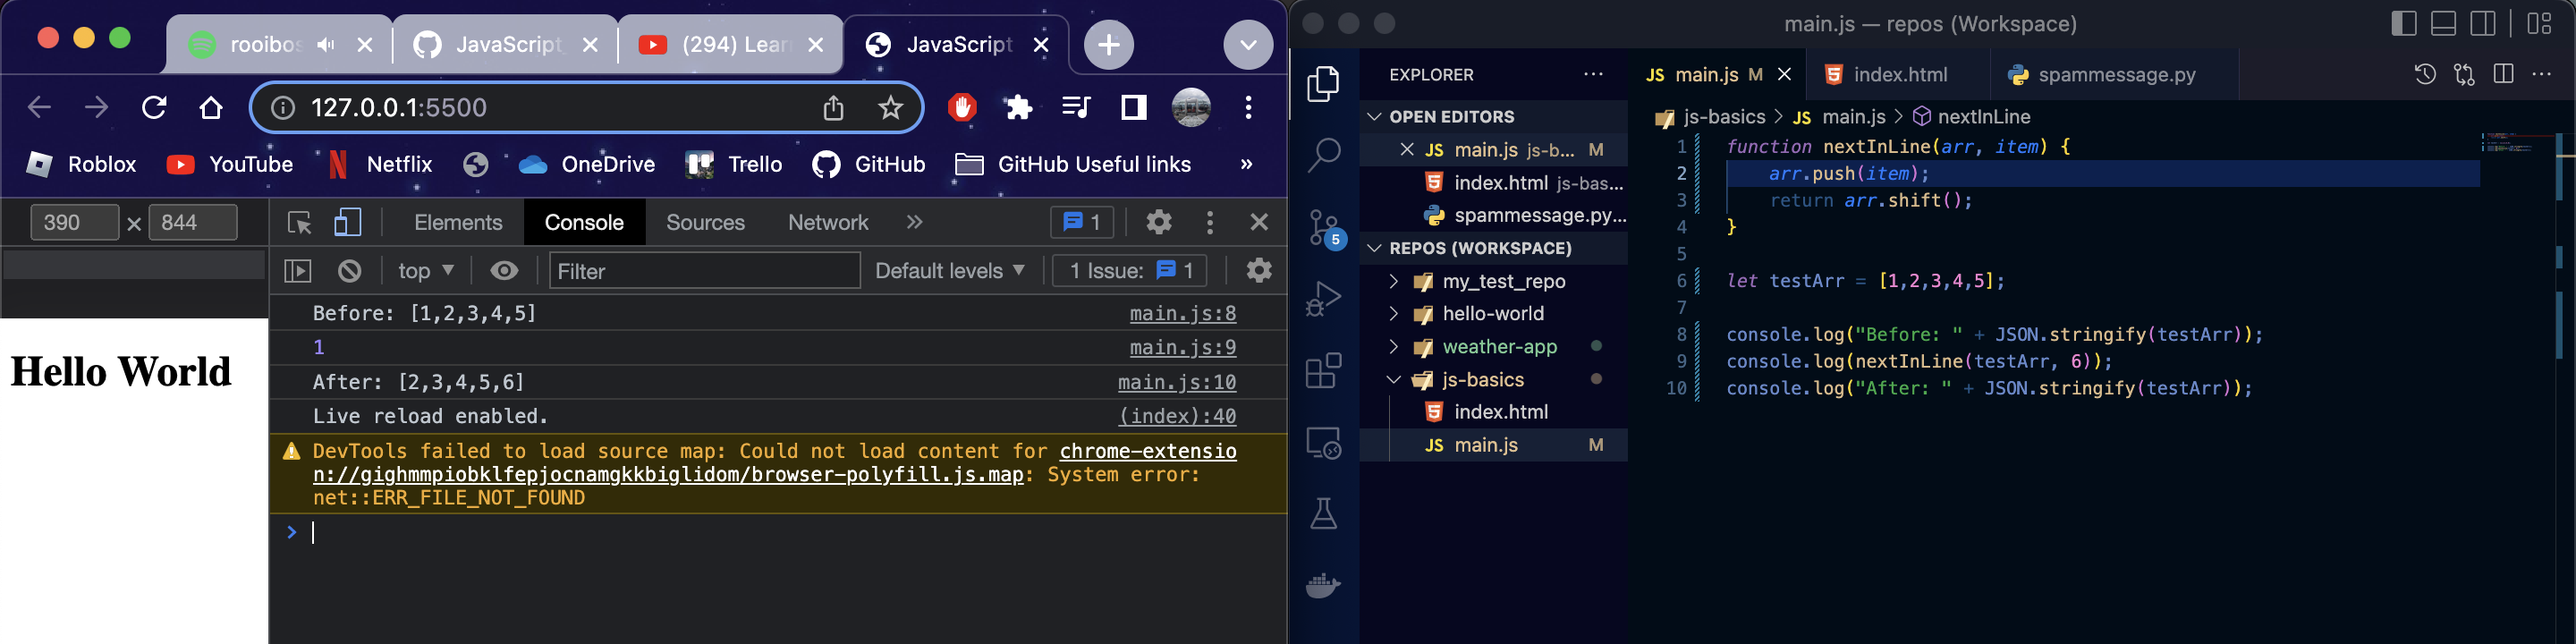 rooibos
JavaScript
(294) Lear
JavaScript
127.0.0.1:5500
Roblox
YouTube
Netflix
OneDrive
Trello
GitHub
GitHub Useful links
»
390 × 844
Elements
Console
Sources
Network
»
1
top
Filter
Default levels
1 Issue:
1
Before: [1,2,3,4,5] main.js:8
1 main.js:9
After: [2,3,4,5,6] main.js:10
Live reload enabled. (index):40
DevTools failed to load source map: Could not load content for chrome-extensio
n://gighmmpiobklfepjocnamgkkbiglidom/browser-polyfill.js.map: System error:
net::ERR_FILE_NOT_FOUND
>
Hello World
main.js — repos (Workspace)
EXPLORER
...
OPEN EDITORS
JS main.js js-b... M
index.html js-bas...
spammessage.py...
REPOS (WORKSPACE)
my_test_repo
hello-world
weather-app
js-basics
index.html
JS main.js M
5
JS main.js M
index.html
spammessage.py
...
js-basics > JS main.js > nextInLine
1 function nextInLine(arr, item) {
2 arr.push(item);
3 return arr.shift();
4 }
5
6 let testArr = [1,2,3,4,5];
7
8 console.log("Before: " + JSON.stringify(testArr));
9 console.log(nextInLine(testArr, 6));
10 console.log("After: " + JSON.stringify(testArr));